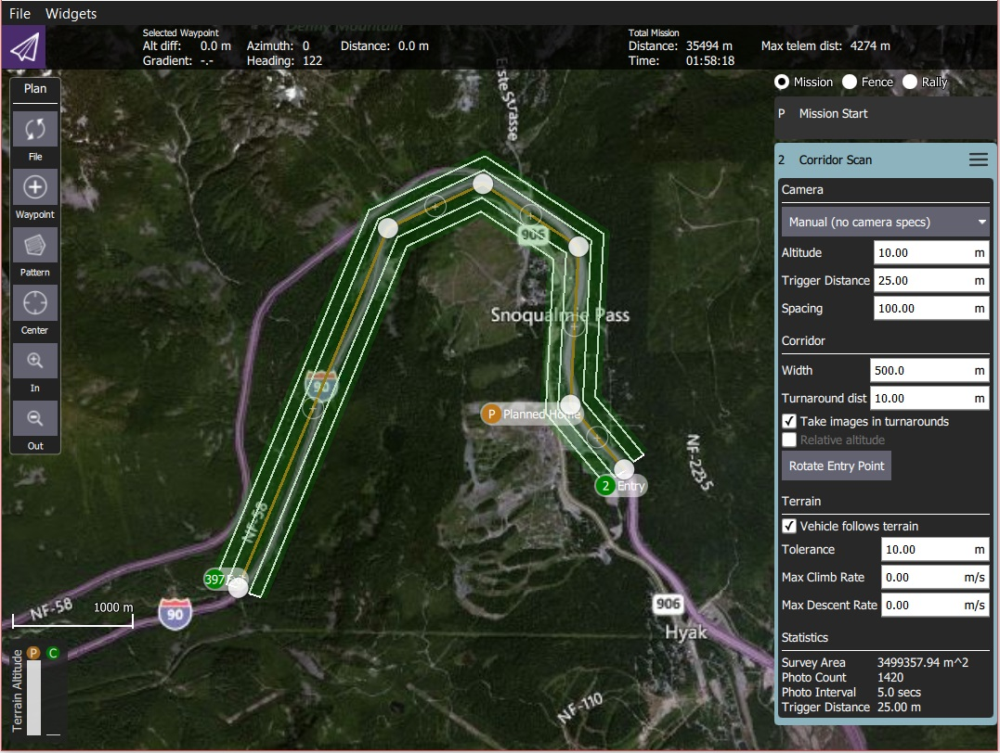 File Widgets
Denny Mountain
Selected Waypoint
Alt diff: 0.0 m Azimuth: 0 Distance: 0.0 m
Gradient: -.- Heading: 122
Total Mission
Distance: 35494 m Max telem dist: 4274 m
Time: 01:58:18
Plan
File
Waypoint
Pattern
Center
In
Out
Erste Strasse
906
Snoqualmie Pass
90
P Planned Home
NF-2235
2 Entry
NF-58
397
NF-58
1000 m
90
906
Hyak
NF-110
P C
Terrain Altitude
Mission Fence Rally
P Mission Start
2 Corridor Scan
Camera
Manual (no camera specs)
Altitude 10.00 m
Trigger Distance 25.00 m
Spacing 100.00 m
Corridor
Width 500.0 m
Turnaround dist 10.00 m
Take images in turnarounds
Relative altitude
Rotate Entry Point
Terrain
Vehicle follows terrain
Tolerance 10.00 m
Max Climb Rate 0.00 m/s
Max Descent Rate 0.00 m/s
Statistics
Survey Area 3499357.94 m^2
Photo Count 1420
Photo Interval 5.0 secs
Trigger Distance 25.00 m